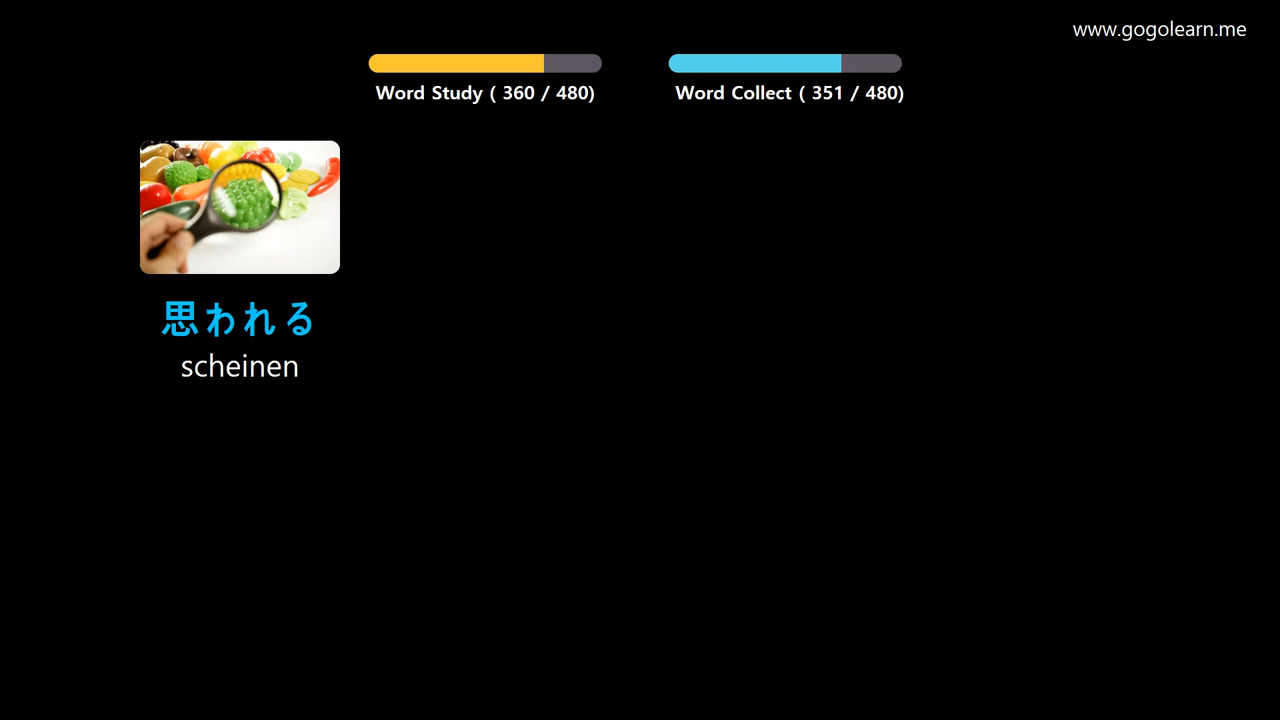 www.gogolearn.me
Word Study ( 360 / 480)
Word Collect ( 351 / 480)
思われる
scheinen